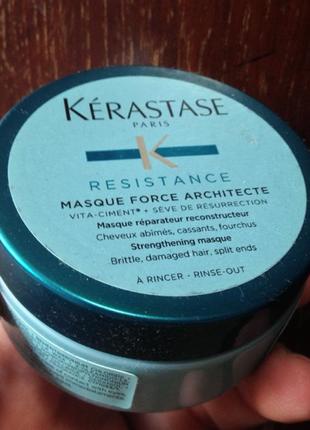 KÉRASTASE
PARIS
K
RESISTANCE
MASQUE FORCE ARCHITECTE
VITA-CIMENT® + SÈVE DE RÉSURRECTION
Masque réparateur reconstructeur
Cheveux abîmés, cassants, fourchus
Strengthening masque
Brittle, damaged hair, split ends
À RINCER - RINSE-OUT